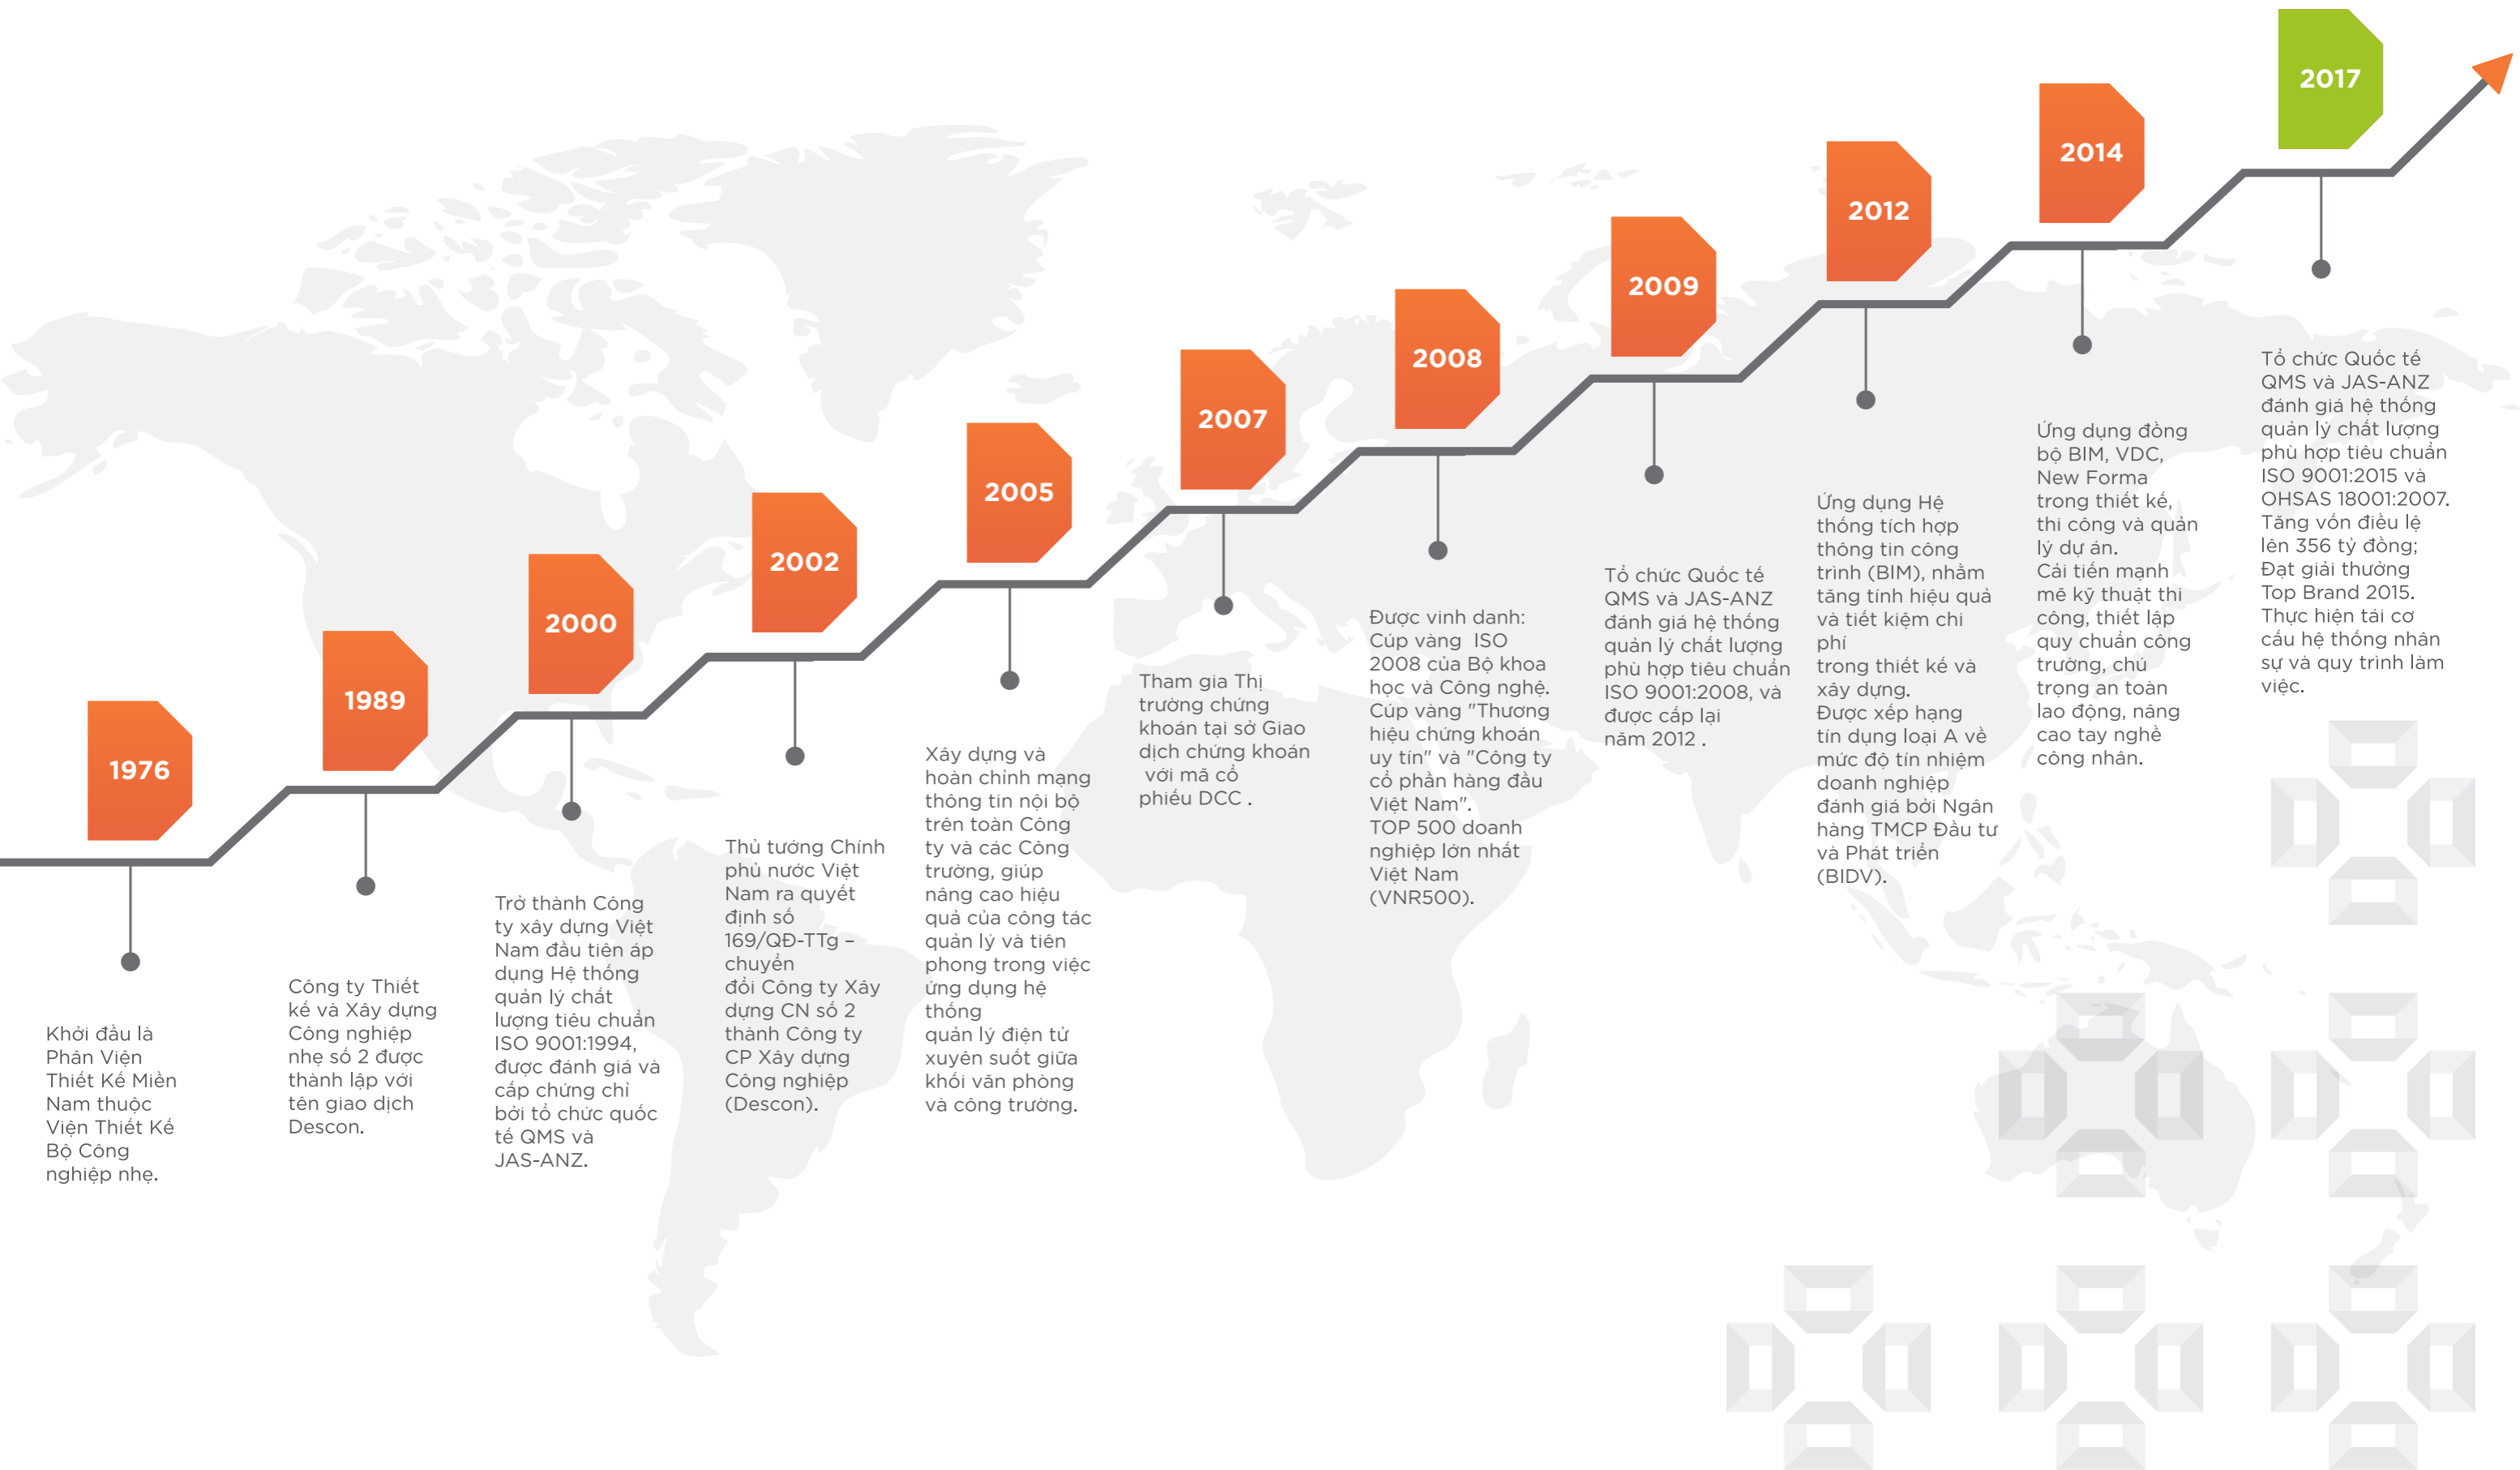 1976
Khởi đầu là
Phân Viện
Thiết Kế Miền
Nam thuộc
Viện Thiết Kế
Bộ Công
nghiệp nhẹ.
1989
Công ty Thiết
kế và Xây dựng
Công nghiệp
nhẹ số 2 được
thành lập với
tên giao dịch
Descon.
2000
Trở thành Công
ty xây dựng Việt
Nam đầu tiên áp
dụng Hệ thống
quản lý chất
lượng tiêu chuẩn
ISO 9001:1994,
được đánh giá và
cấp chứng chỉ
bởi tổ chức quốc
tế QMS và
JAS-ANZ.
2002
Thủ tướng Chính
phủ nước Việt
Nam ra quyết
định số
169/QĐ-TTg –
chuyển
đổi Công ty Xây
dựng CN số 2
thành Công ty
CP Xây dựng
Công nghiệp
(Descon).
2005
Xây dựng và
hoàn chỉnh mạng
thông tin nội bộ
trên toàn Công
ty và các Công
trường, giúp
nâng cao hiệu
quả của công tác
quản lý và tiên
phong trong việc
ứng dụng hệ
thống
quản lý điện tử
xuyên suốt giữa
khối văn phòng
và công trường.
2007
Tham gia Thị
trường chứng
khoán tại sở Giao
dịch chứng khoán
với mã cổ
phiếu DCC .
2008
Được vinh danh:
Cúp vàng  ISO
2008 của Bộ khoa
học và Công nghệ.
Cúp vàng "Thương
hiệu chứng khoán
uy tín" và "Công ty
cổ phần hàng đầu
Việt Nam".
TOP 500 doanh
nghiệp lớn nhất
Việt Nam
(VNR500).
2009
Tổ chức Quốc tế
QMS và JAS-ANZ
đánh giá hệ thống
quản lý chất lượng
phù hợp tiêu chuẩn
ISO 9001:2008, và
được cấp lại
năm 2012 .
2012
Ứng dụng Hệ
thống tích hợp
thông tin công
trình (BIM), nhằm
tăng tính hiệu quả
và tiết kiệm chi
phí
trong thiết kế và
xây dựng.
Được xếp hạng
tín dụng loại A về
mức độ tín nhiệm
doanh nghiệp
đánh giá bởi Ngân
hàng TMCP Đầu tư
và Phát triển
(BIDV).
2014
Ứng dụng đồng
bộ BIM, VDC,
New Forma
trong thiết kế,
thi công và quản
lý dự án.
Cải tiến mạnh
mẽ kỹ thuật thi
công, thiết lập
quy chuẩn công
trường, chú
trọng an toàn
lao động, nâng
cao tay nghề
công nhân.
2017
Tổ chức Quốc tế
QMS và JAS-ANZ
đánh giá hệ thống
quản lý chất lượng
phù hợp tiêu chuẩn
ISO 9001:2015 và
OHSAS 18001:2007.
Tăng vốn điều lệ
lên 356 tỷ đồng;
Đạt giải thưởng
Top Brand 2015.
Thực hiện tái cơ
cấu hệ thống nhân
sự và quy trình làm
việc.